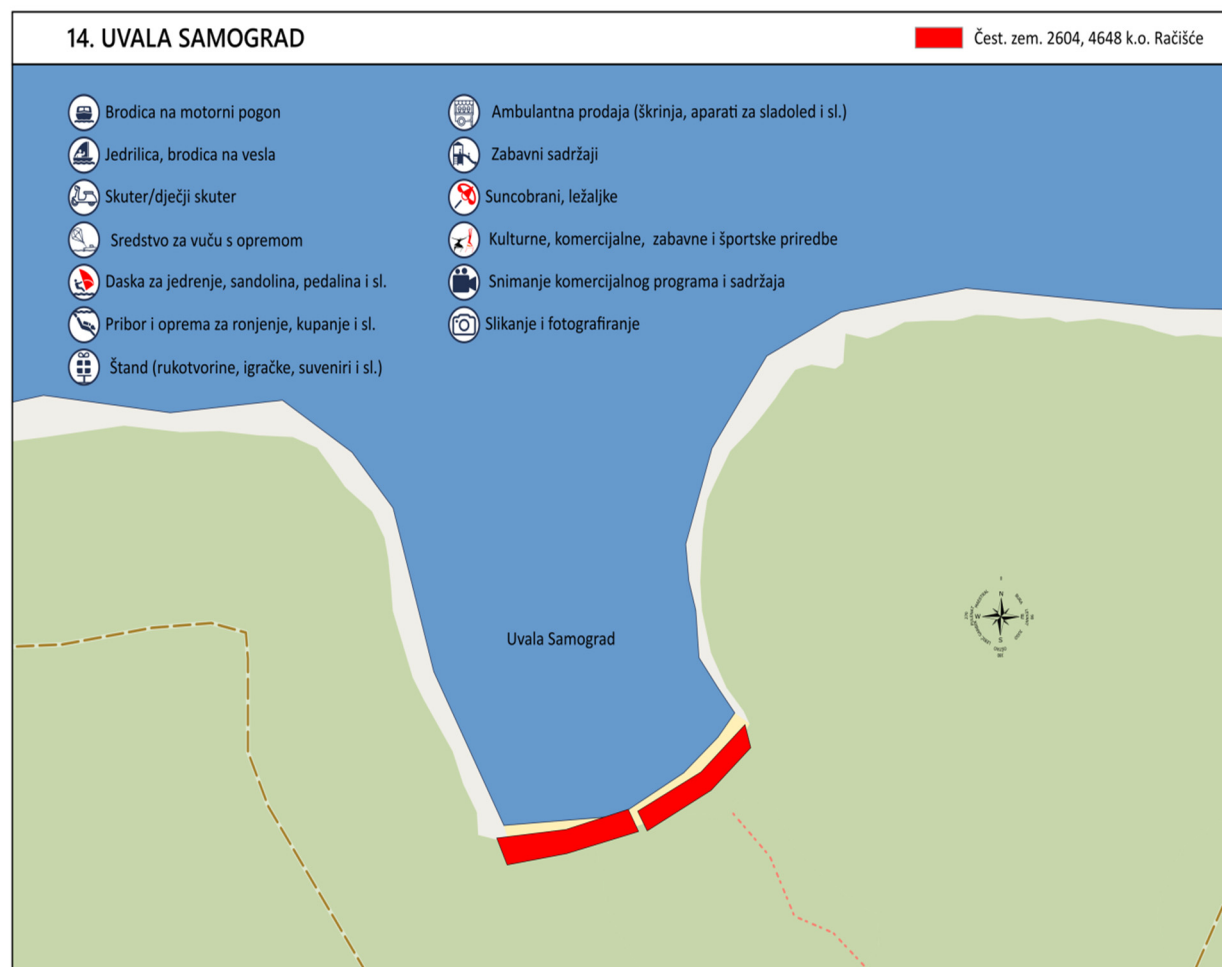 14. UVALA SAMOGRAD
Čest. zem. 2604, 4648 k.o. Račišće
Brodica na motorni pogon
Jedrilica, brodica na vesla
Skuter/dječji skuter
Sredstvo za vuču s opremom
Daska za jedrenje, sandolina, pedalina i sl.
Pribor i oprema za ronjenje, kupanje i sl.
Štand (rukotvorine, igračke, suveniri i sl.)
Ambulantna prodaja (škrinja, aparati za sladoled i sl.)
Zabavni sadržaji
Suncobrani, ležaljke
Kulturne, komercijalne, zabavne i športske priredbe
Snimanje komercijalnog programa i sadržaja
Slikanje i fotografiranje
Uvala Samograd
N
W
E
S